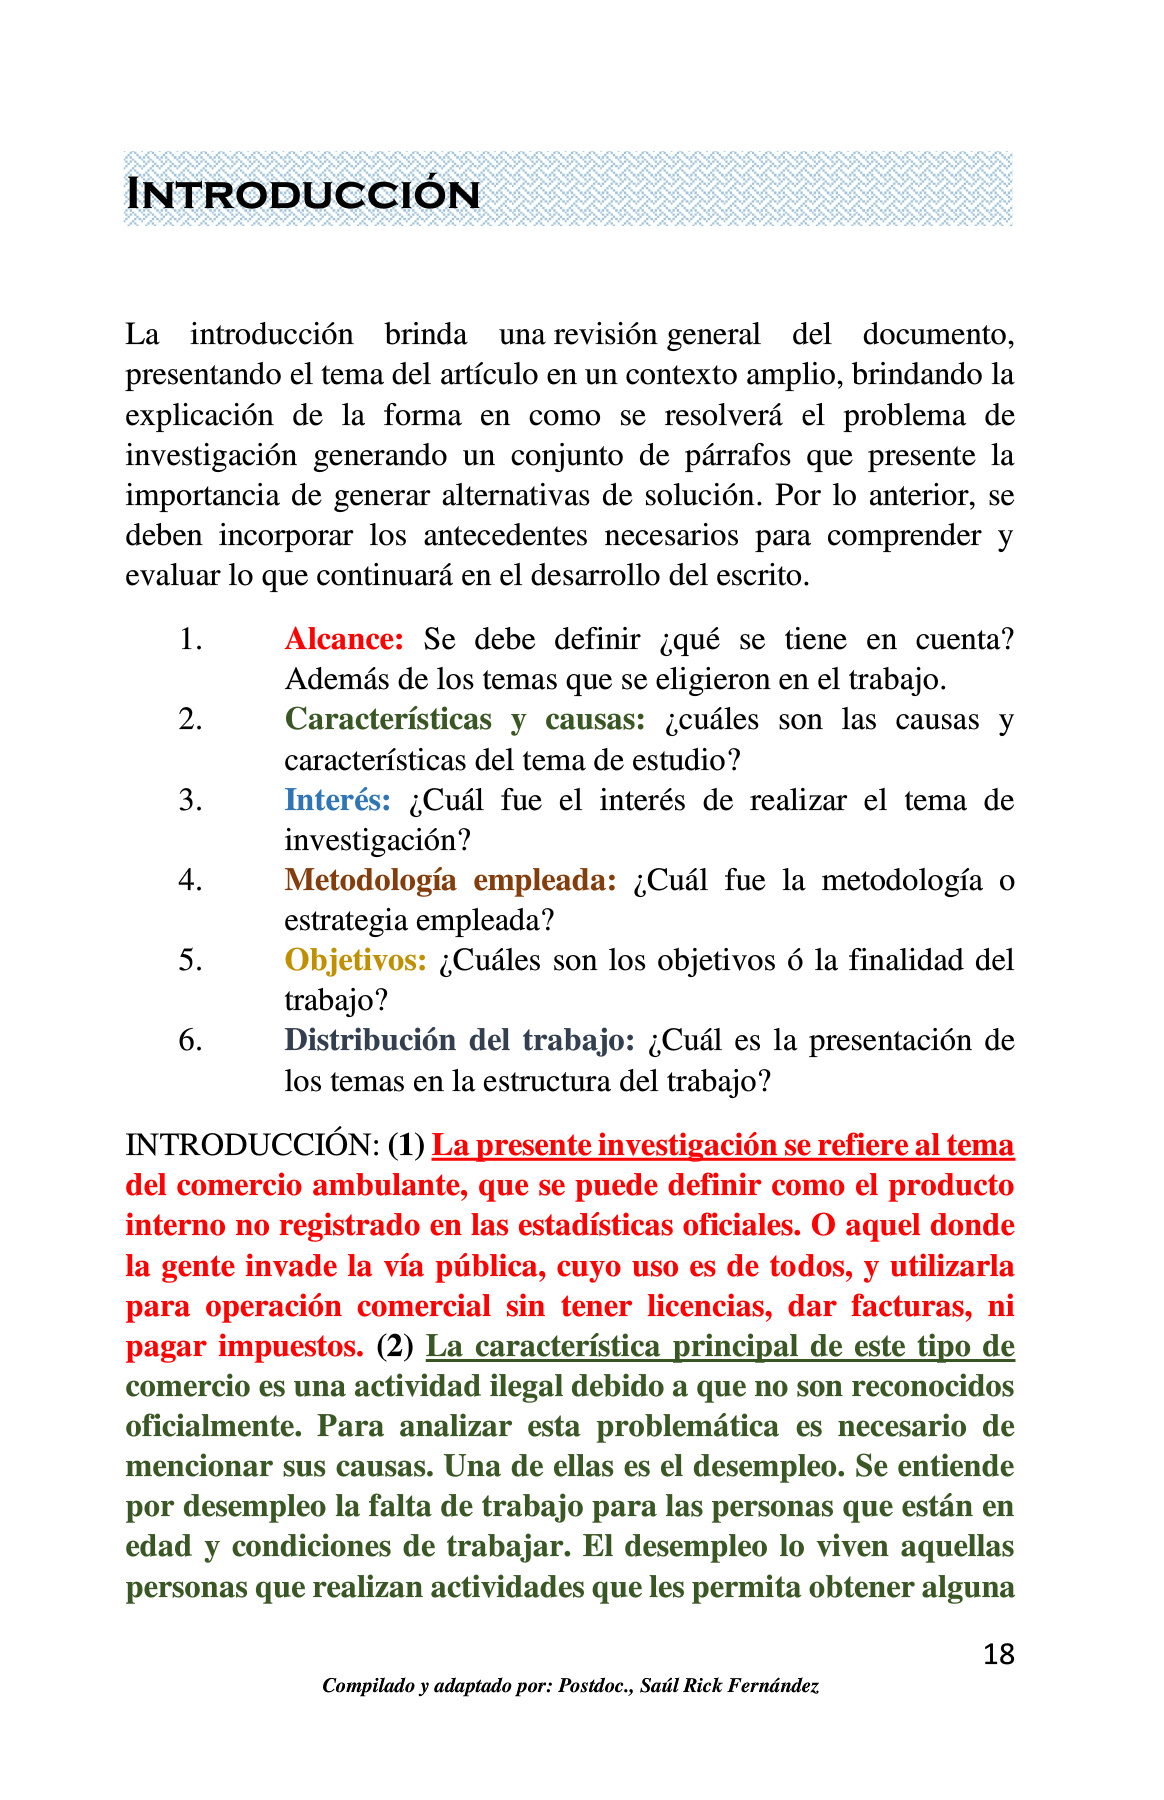 INTRODUCCIÓN
La introducción brinda una revisión general del documento,
presentando el tema del artículo en un contexto amplio, brindando la
explicación de la forma en como se resolverá el problema de
investigación generando un conjunto de párrafos que presente la
importancia de generar alternativas de solución. Por lo anterior, se
deben incorporar los antecedentes necesarios para comprender y
evaluar lo que continuará en el desarrollo del escrito.
1. Alcance: Se debe definir ¿qué se tiene en cuenta?
Además de los temas que se eligieron en el trabajo.
2. Características y causas: ¿cuáles son las causas y
características del tema de estudio?
3. Interés: ¿Cuál fue el interés de realizar el tema de
investigación?
4. Metodología empleada: ¿Cuál fue la metodología o
estrategia empleada?
5. Objetivos: ¿Cuáles son los objetivos ó la finalidad del
trabajo?
6. Distribución del trabajo: ¿Cuál es la presentación de
los temas en la estructura del trabajo?
INTRODUCCIÓN: (1) La presente investigación se refiere al tema
del comercio ambulante, que se puede definir como el producto
interno no registrado en las estadísticas oficiales. O aquel donde
la gente invade la vía pública, cuyo uso es de todos, y utilizarla
para operación comercial sin tener licencias, dar facturas, ni
pagar impuestos. (2) La característica principal de este tipo de
comercio es una actividad ilegal debido a que no son reconocidos
oficialmente. Para analizar esta problemática es necesario de
mencionar sus causas. Una de ellas es el desempleo. Se entiende
por desempleo la falta de trabajo para las personas que están en
edad y condiciones de trabajar. El desempleo lo viven aquellas
personas que realizan actividades que les permita obtener alguna
18
Compilado y adaptado por: Postdoc., Saúl Rick Fernández